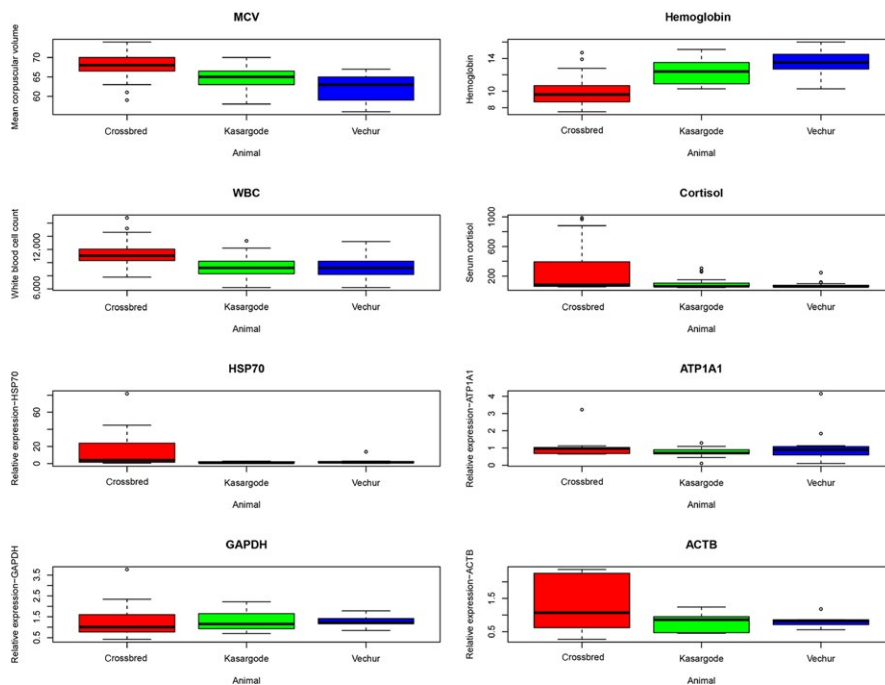 MCV
Mean corpuscular volume
60 65 70
Crossbred Kasargode Vechur
Animal
Hemoglobin
Hemoglobin
8 10 14
Crossbred Kasargode Vechur
Animal
WBC
White blood cell count
6,000 12,000
Crossbred Kasargode Vechur
Animal
Cortisol
Serum cortisol
200 600 1000
Crossbred Kasargode Vechur
Animal
HSP70
Relative expression-HSP70
0 20 60
Crossbred Kasargode Vechur
Animal
ATP1A1
Relative expression-ATP1A1
0 1 2 3 4
Crossbred Kasargode Vechur
Animal
GAPDH
Relative expression-GAPDH
0.5 1.5 2.5 3.5
Crossbred Kasargode Vechur
Animal
ACTB
Relative expression-ACTB
0.5 1.5
Crossbred Kasargode Vechur
Animal